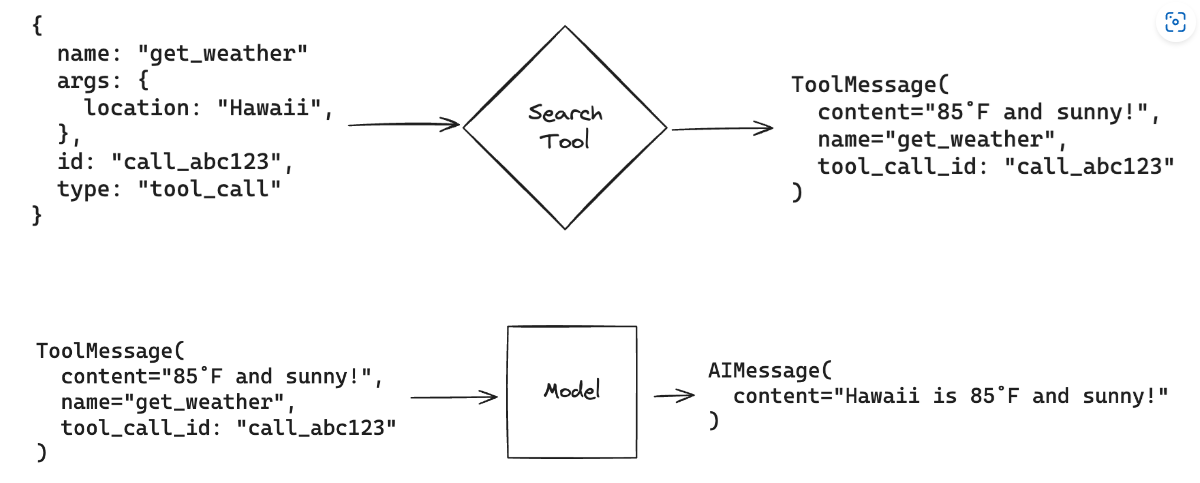 {
  name: "get_weather"
  args: {
    location: "Hawaii",
  },
  id: "call_abc123",
  type: "tool_call"
}
Search
Tool
ToolMessage(
  content="85°F and sunny!",
  name="get_weather",
  tool_call_id: "call_abc123"
)
ToolMessage(
  content="85°F and sunny!",
  name="get_weather",
  tool_call_id: "call_abc123"
)
Model
AIMessage(
  content="Hawaii is 85°F and sunny!"
)